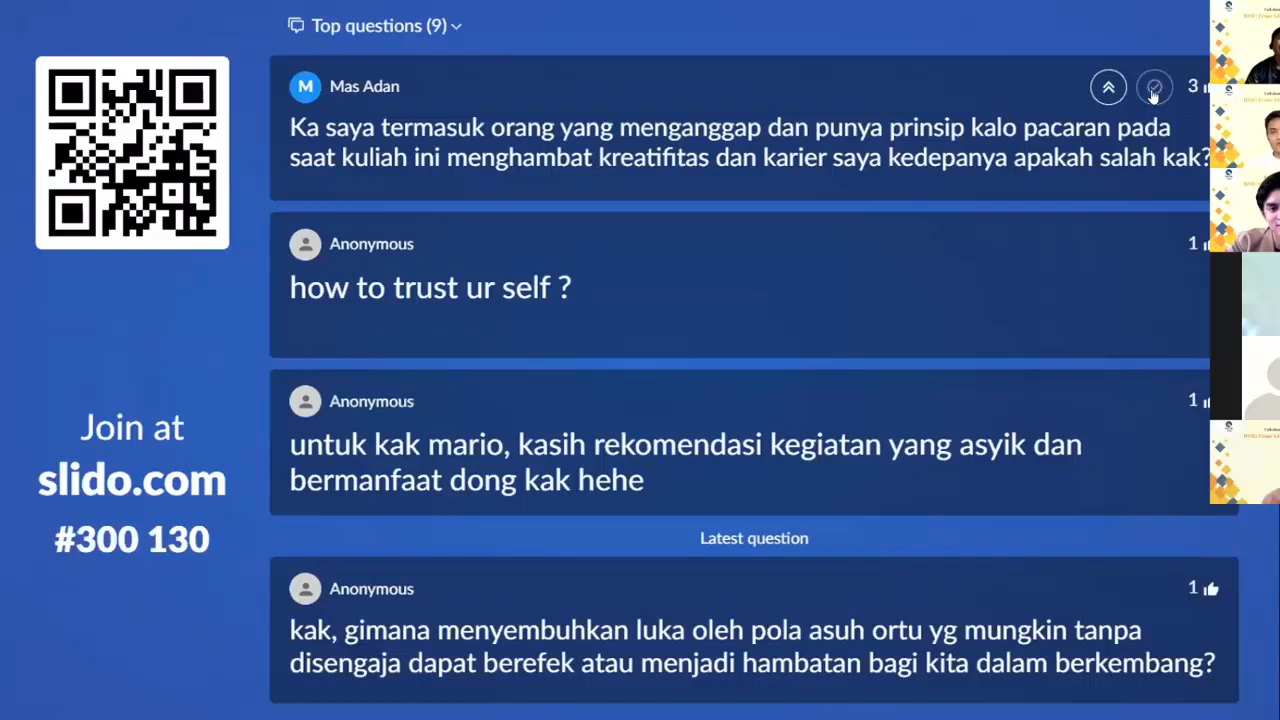 Top questions (9)
M
Mas Adan
3
Ka saya termasuk orang yang menganggap dan punya prinsip kalo pacaran pada
saat kuliah ini menghambat kreatifitas dan karier saya kedepanya apakah salah kak?
Anonymous
1
how to trust ur self ?
Anonymous
1
untuk kak mario, kasih rekomendasi kegiatan yang asyik dan
bermanfaat dong kak hehe
Latest question
Anonymous
1
kak, gimana menyembuhkan luka oleh pola asuh ortu yg mungkin tanpa
disengaja dapat berefek atau menjadi hambatan bagi kita dalam berkembang?
Join at
slido.com
#300 130